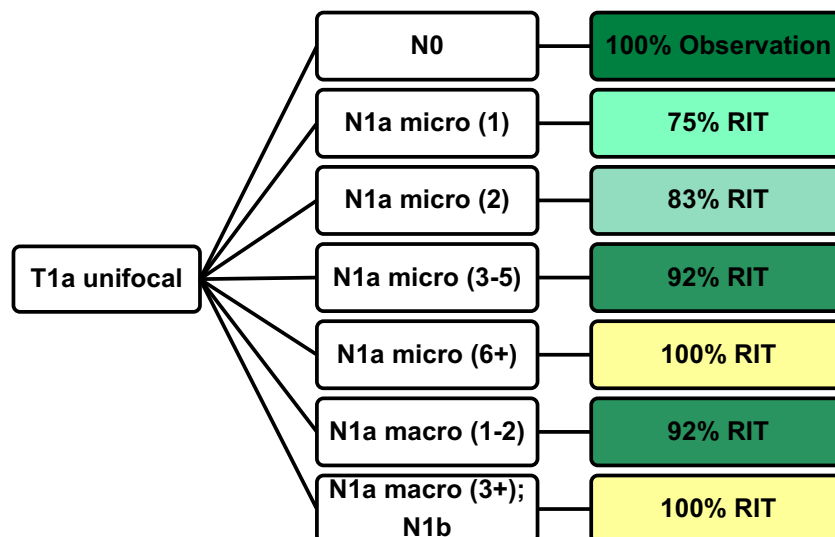 N0
100% Observation
N1a micro (1)
75% RIT
N1a micro (2)
83% RIT
T1a unifocal
N1a micro (3-5)
92% RIT
N1a micro (6+)
100% RIT
N1a macro (1-2)
92% RIT
N1a macro (3+);
N1b
100% RIT